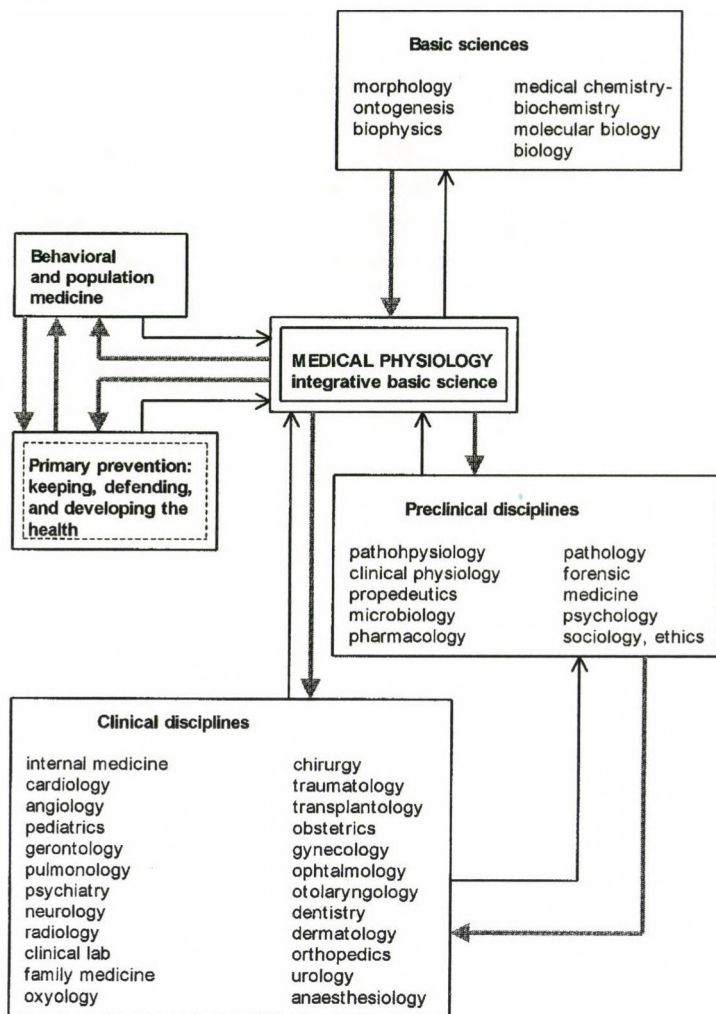 Basic sciences
morphology
ontogenesis
biophysics
medical chemistry-
biochemistry
molecular biology
biology
Behavioral
and population
medicine
MEDICAL PHYSIOLOGY
integrative basic science
Primary prevention:
keeping, defending,
and developing the
health
Preclinical disciplines
pathohpysiology
clinical physiology
propedeutics
microbiology
pharmacology
pathology
forensic
medicine
psychology
sociology, ethics
Clinical disciplines
internal medicine
cardiology
angiology
pediatrics
gerontology
pulmonology
psychiatry
neurology
radiology
clinical lab
family medicine
oxyology
chirurgy
traumatology
transplantology
obstetrics
gynecology
ophtalmology
otolaryngology
dentistry
dermatology
orthopedics
urology
anaesthesiology